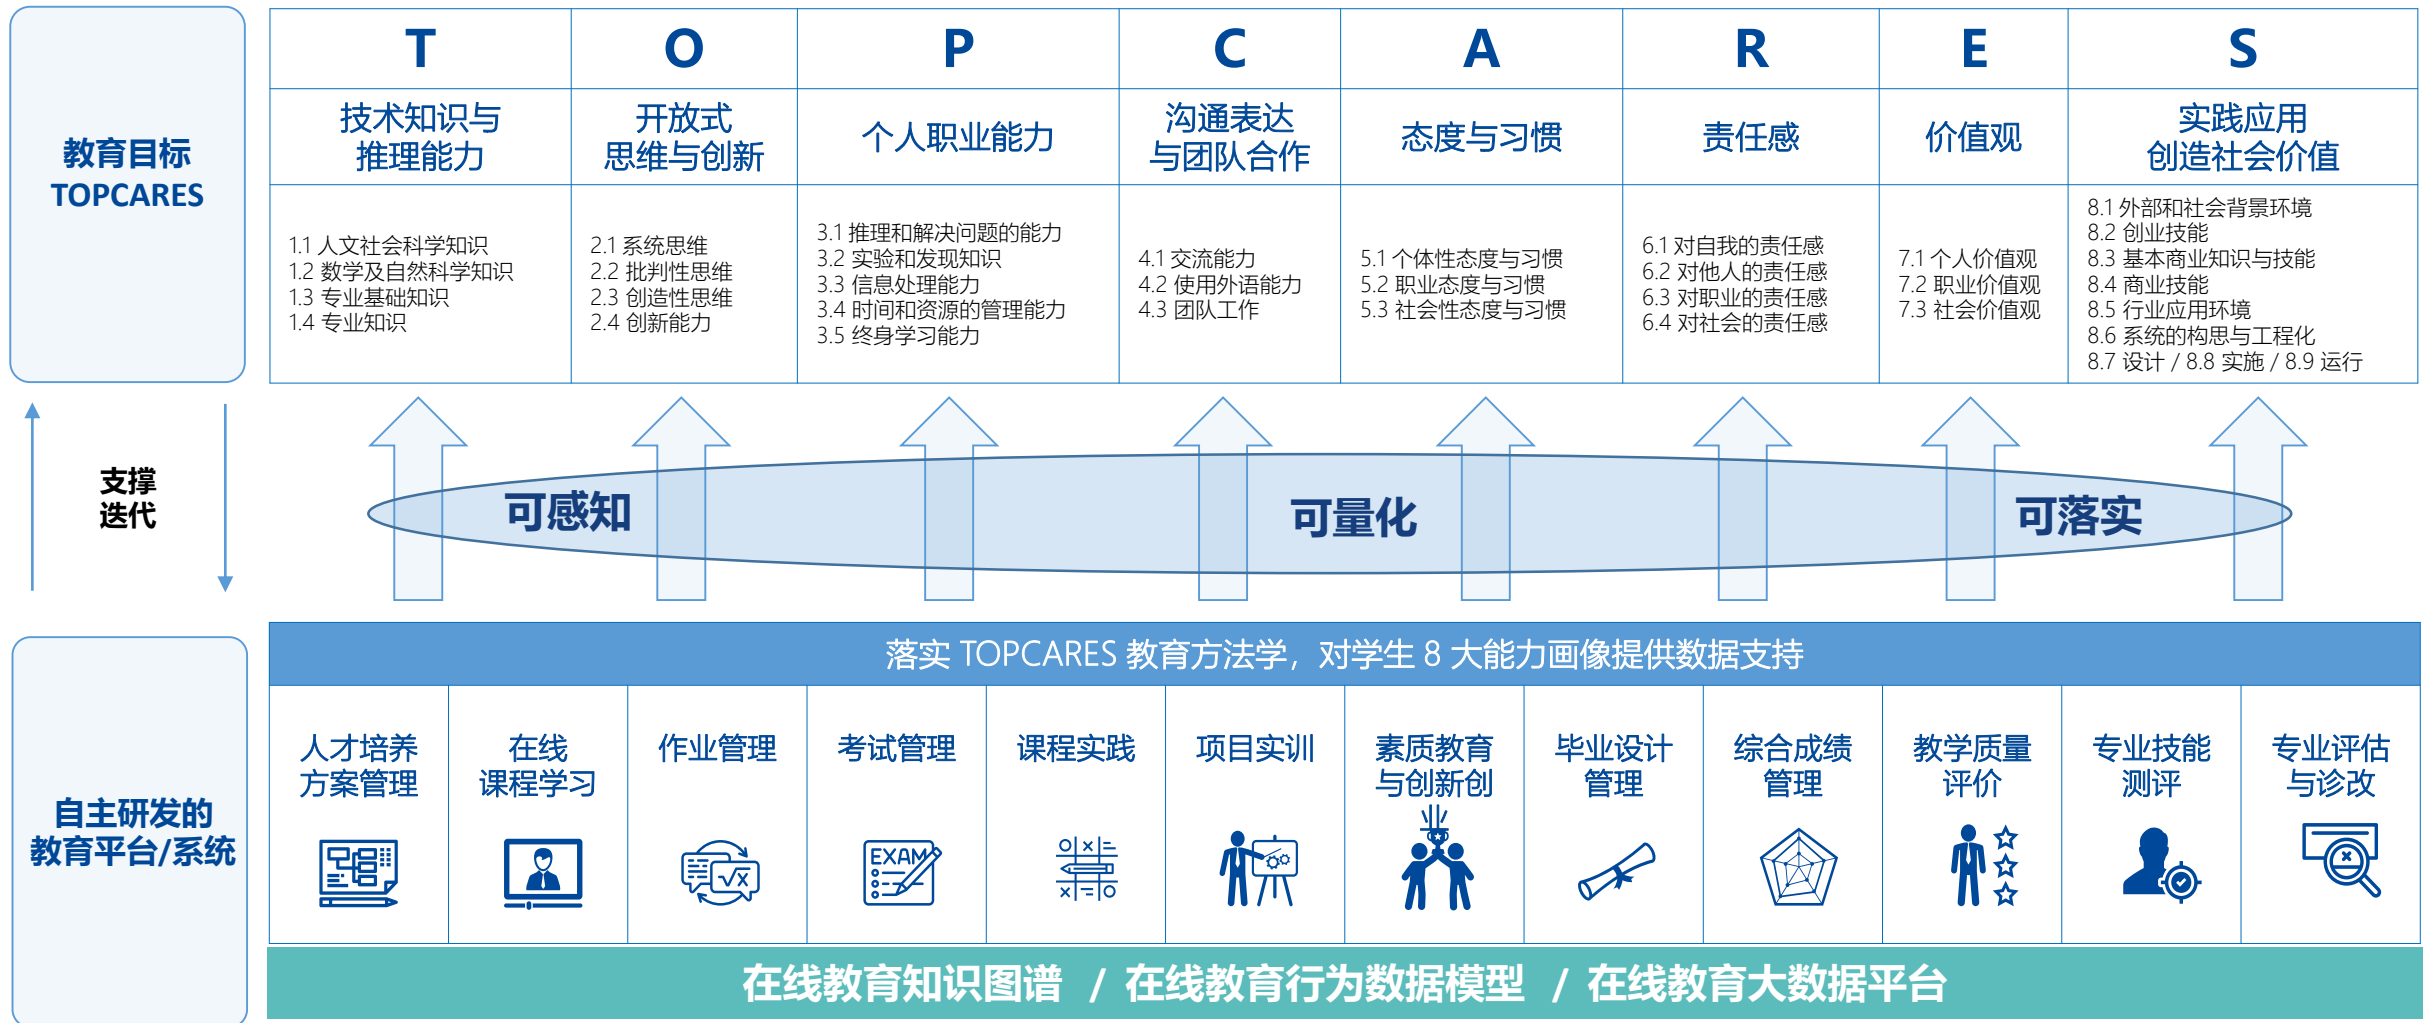 教育目标
TOPCARES
T
O
P
C
A
R
E
S
技术知识与
推理能力
开放式
思维与创新
个人职业能力
沟通表达
与团队合作
态度与习惯
责任感
价值观
实践应用
创造社会价值
1.1 人文社会科学知识
1.2 数学及自然科学知识
1.3 专业基础知识
1.4 专业知识
2.1 系统思维
2.2 批判性思维
2.3 创造性思维
2.4 创新能力
3.1 推理和解决问题的能力
3.2 实验和发现知识
3.3 信息处理能力
3.4 时间和资源的管理能力
3.5 终身学习能力
4.1 交流能力
4.2 使用外语能力
4.3 团队工作
5.1 个体性态度与习惯
5.2 职业态度与习惯
5.3 社会性态度与习惯
6.1 对自我的责任感
6.2 对他人的责任感
6.3 对职业的责任感
6.4 对社会的责任感
7.1 个人价值观
7.2 职业价值观
7.3 社会价值观
8.1 外部和社会背景环境
8.2 创业技能
8.3 基本商业知识与技能
8.4 商业技能
8.5 行业应用环境
8.6 系统的构思与工程化
8.7 设计 / 8.8 实施 / 8.9 运行
支撑
迭代
可感知
可量化
可落实
自主研发的
教育平台/系统
落实 TOPCARES 教育方法学，对学生 8 大能力画像提供数据支持
人才培养
方案管理
在线
课程学习
作业管理
√x
考试管理
EXAM
课程实践
项目实训
素质教育
与创新创
毕业设计
管理
综合成绩
管理
教学质量
评价
专业技能
测评
专业评估
与诊改
在线教育知识图谱 / 在线教育行为数据模型 / 在线教育大数据平台